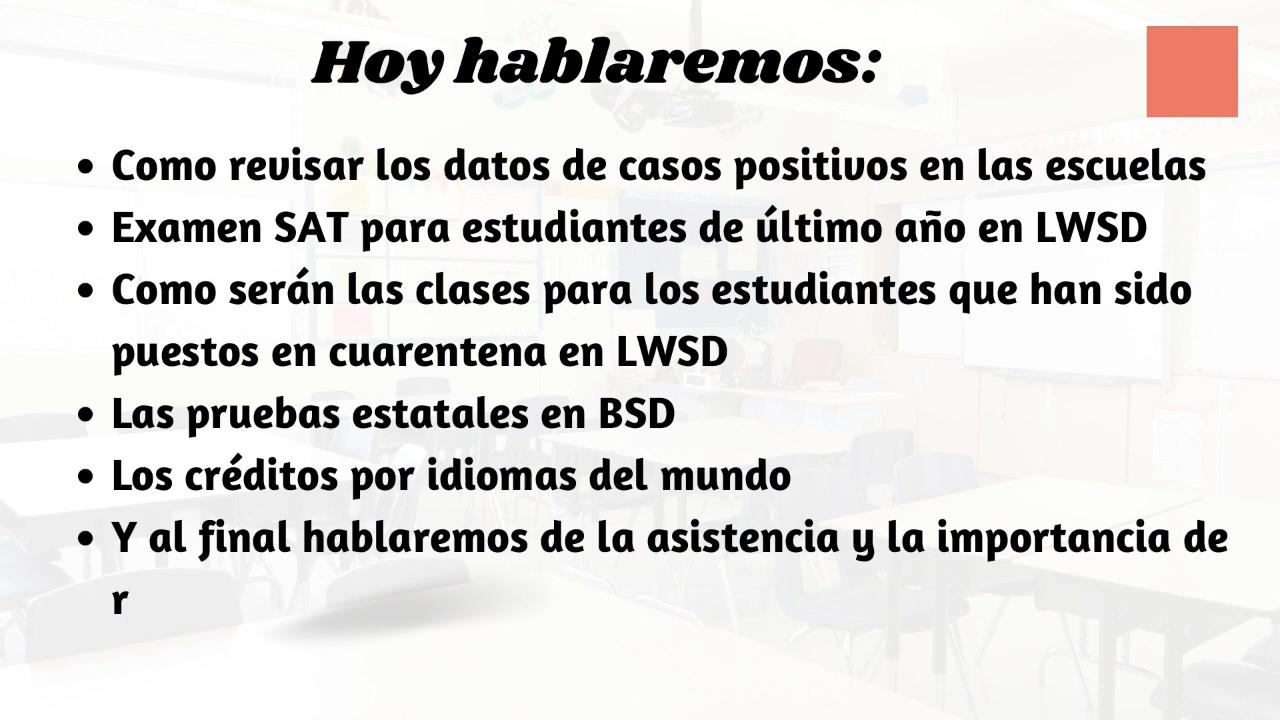 Hoy hablaremos:
• Como revisar los datos de casos positivos en las escuelas
• Examen SAT para estudiantes de último año en LWSD
• Como serán las clases para los estudiantes que han sido
puestos en cuarentena en LWSD
• Las pruebas estatales en BSD
• Los créditos por idiomas del mundo
• Y al final hablaremos de la asistencia y la importancia de
r